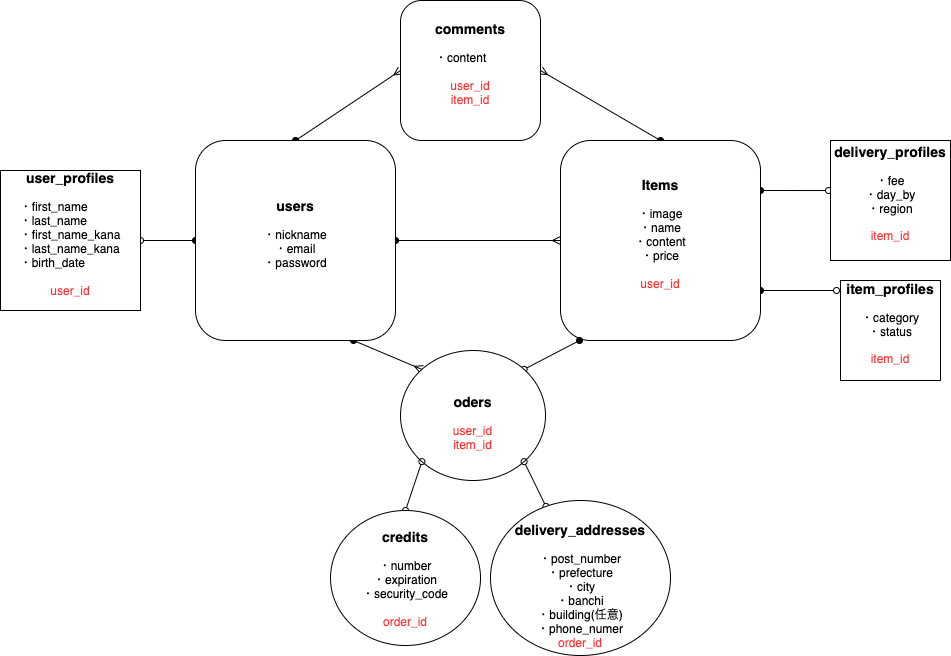 comments
・content
user_id
item_id
user_profiles
・first_name
・last_name
・first_name_kana
・last_name_kana
・birth_date
user_id
users
・nickname
・email
・password
Items
・image
・name
・content
・price
user_id
delivery_profiles
・fee
・day_by
・region
item_id
item_profiles
・category
・status
item_id
oders
user_id
item_id
credits
・number
・expiration
・security_code
order_id
delivery_addresses
・post_number
・prefecture
・city
・banchi
・building(任意)
・phone_numer
order_id